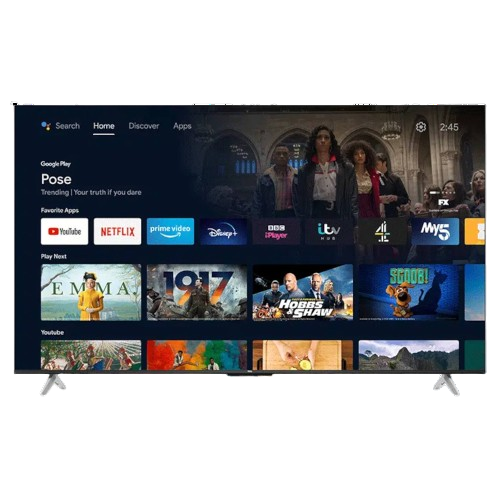 Search Home Discover Apps 2:45
Google Play
Pose
Trending | Your truth if you dare
FX
Favorite Apps
YouTube NETFLIX prime video Disney+ BBC iPlayer itv HUB 4 My5
Play Next
EMMA 1917 HOBBS & SHAW SCOOB!
Youtube